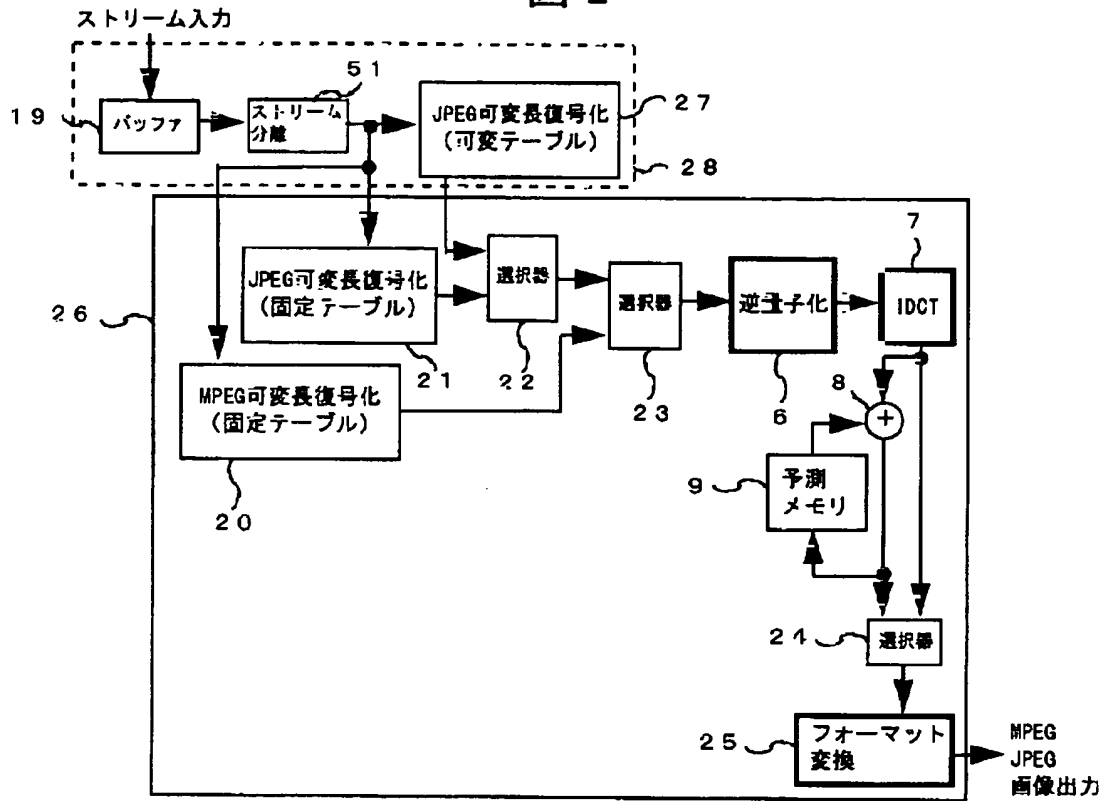 ストリーム入力
51
19
バッファ
ストリーム
分離
JPEG可変長復号化
(可変テーブル)
27
28
7
26
JPEG可変長復号化
(固定テーブル)
選択器
選択器
逆量子化
IDCT
21
22
23
6
8
+
MPEG可変長復号化
(固定テーブル)
20
9
予測
メモリ
24
選択器
25
フォーマット
変換
MPEG
JPEG
画像出力